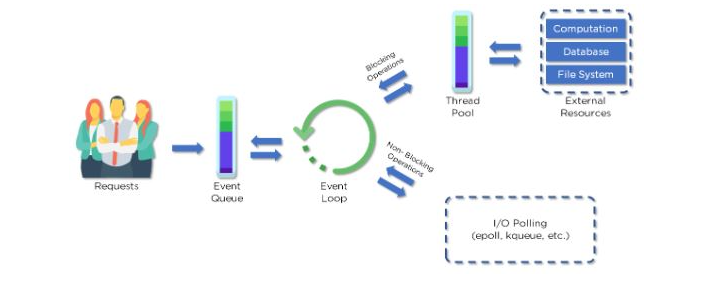 Requests
Event
Queue
Event
Loop
Blocking
Operations
Non- Blocking
Operations
Thread
Pool
Computation
Database
File System
External
Resources
I/O Polling
(epoll, kqueue, etc.)